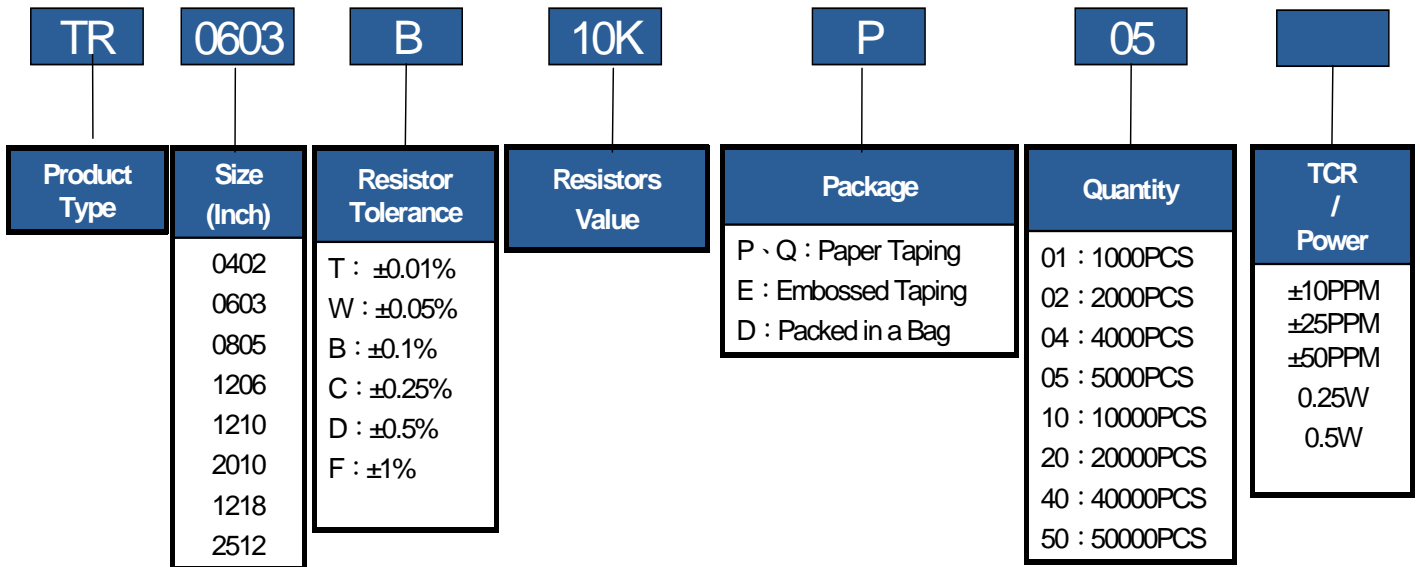 TR 0603 B 10K P 05
Product
Type
Size
(Inch)
0402
0603
0805
1206
1210
2010
1218
2512
Resistor
Tolerance
T： ±0.01%
W：±0.05%
B：±0.1%
C：±0.25%
D：±0.5%
F：±1%
Resistors
Value
Package
P、Q：Paper Taping
E：Embossed Taping
D：Packed in a Bag
Quantity
01：1000PCS
02：2000PCS
04：4000PCS
05：5000PCS
10：10000PCS
20：20000PCS
40：40000PCS
50：50000PCS
TCR
/
Power
±10PPM
±25PPM
±50PPM
0.25W
0.5W